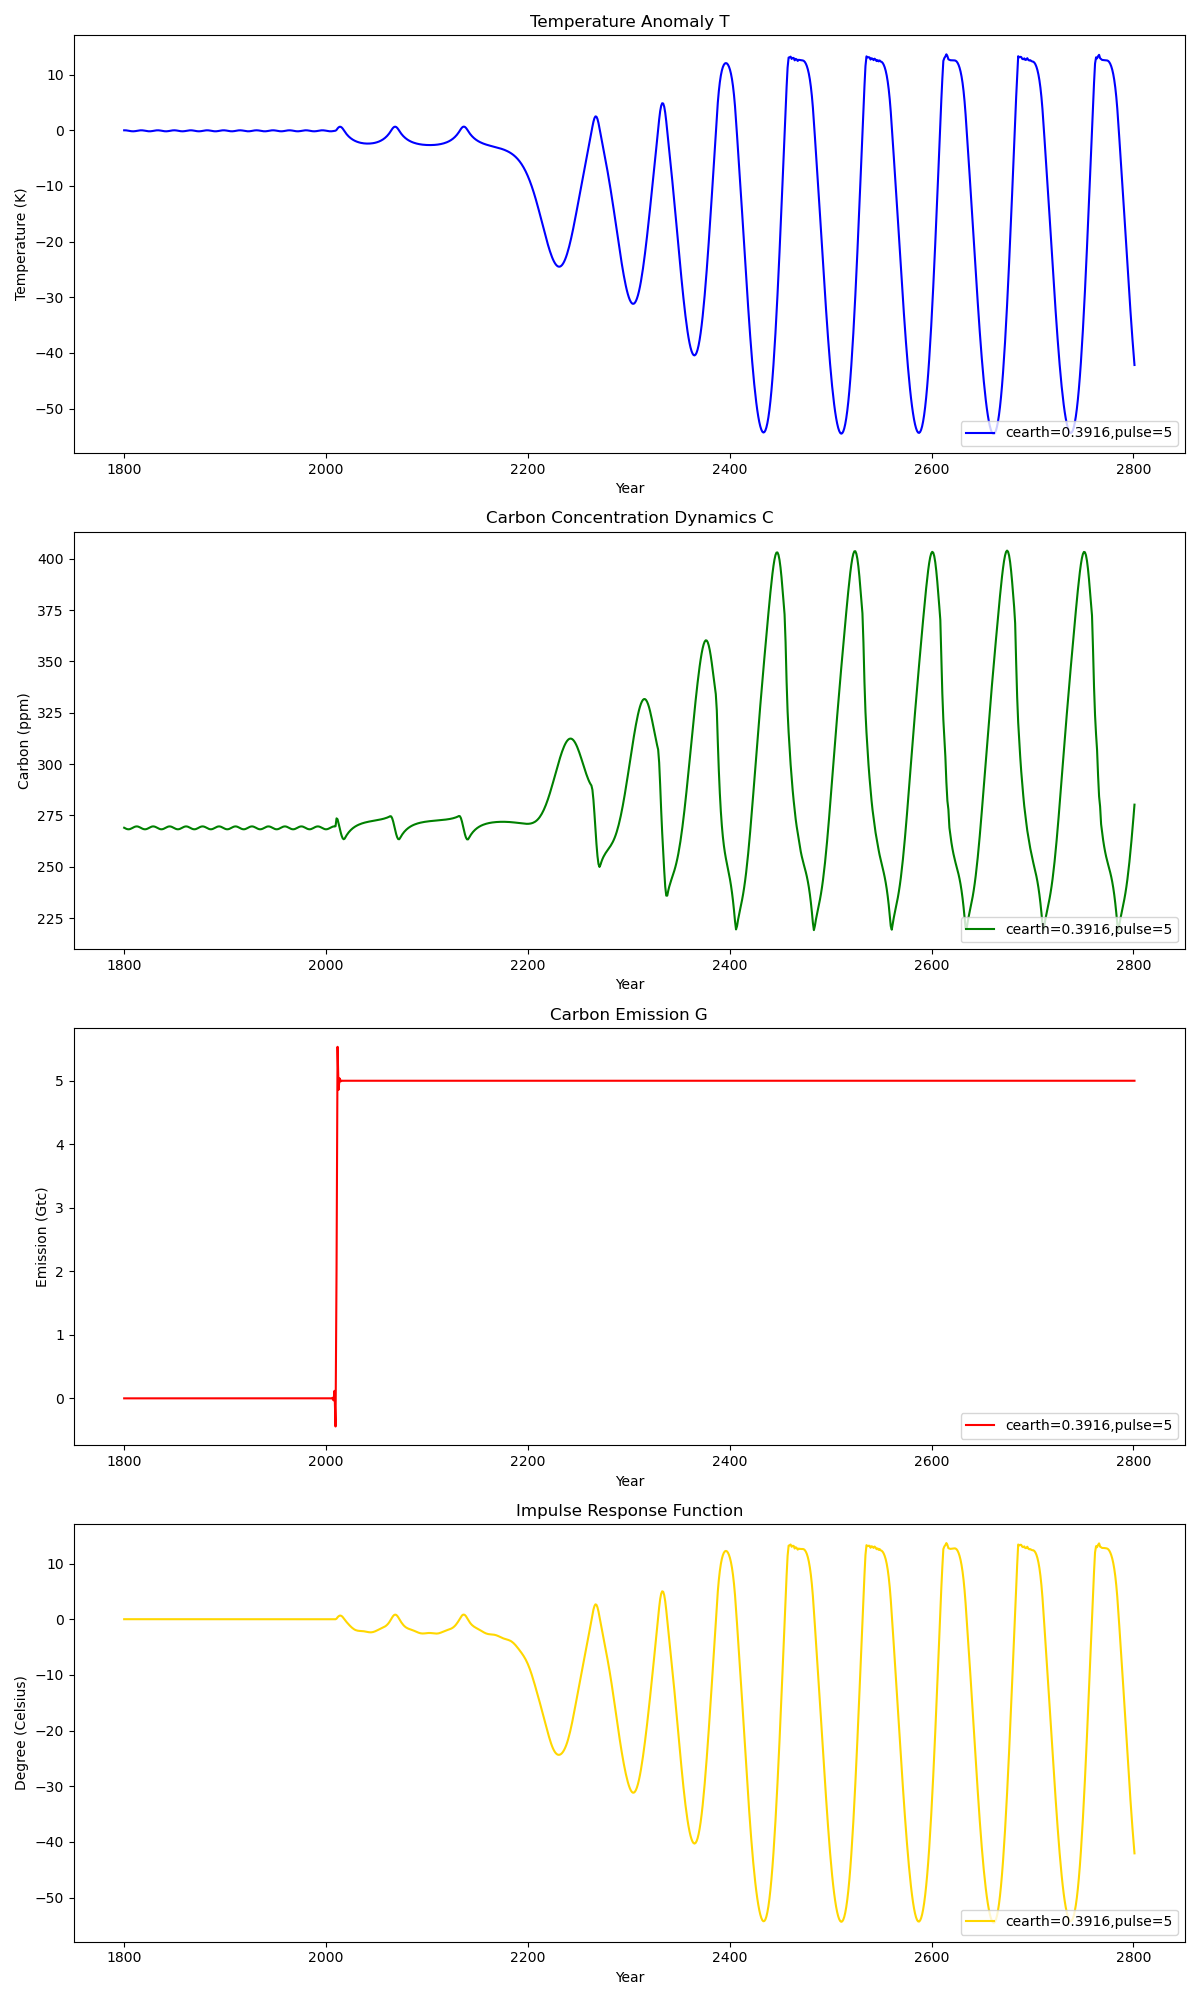 Temperature Anomaly T
10
0
−10
−20
−30
−40
−50
Temperature (K)
cearth=0.3916,pulse=5
1800 2000 2200 2400 2600 2800
Year
Carbon Concentration Dynamics C
400
375
350
325
300
275
250
225
Carbon (ppm)
cearth=0.3916,pulse=5
1800 2000 2200 2400 2600 2800
Year
Carbon Emission G
5
4
3
2
1
0
Emission (Gtc)
cearth=0.3916,pulse=5
1800 2000 2200 2400 2600 2800
Year
Impulse Response Function
10
0
−10
−20
−30
−40
−50
Degree (Celsius)
cearth=0.3916,pulse=5
1800 2000 2200 2400 2600 2800
Year